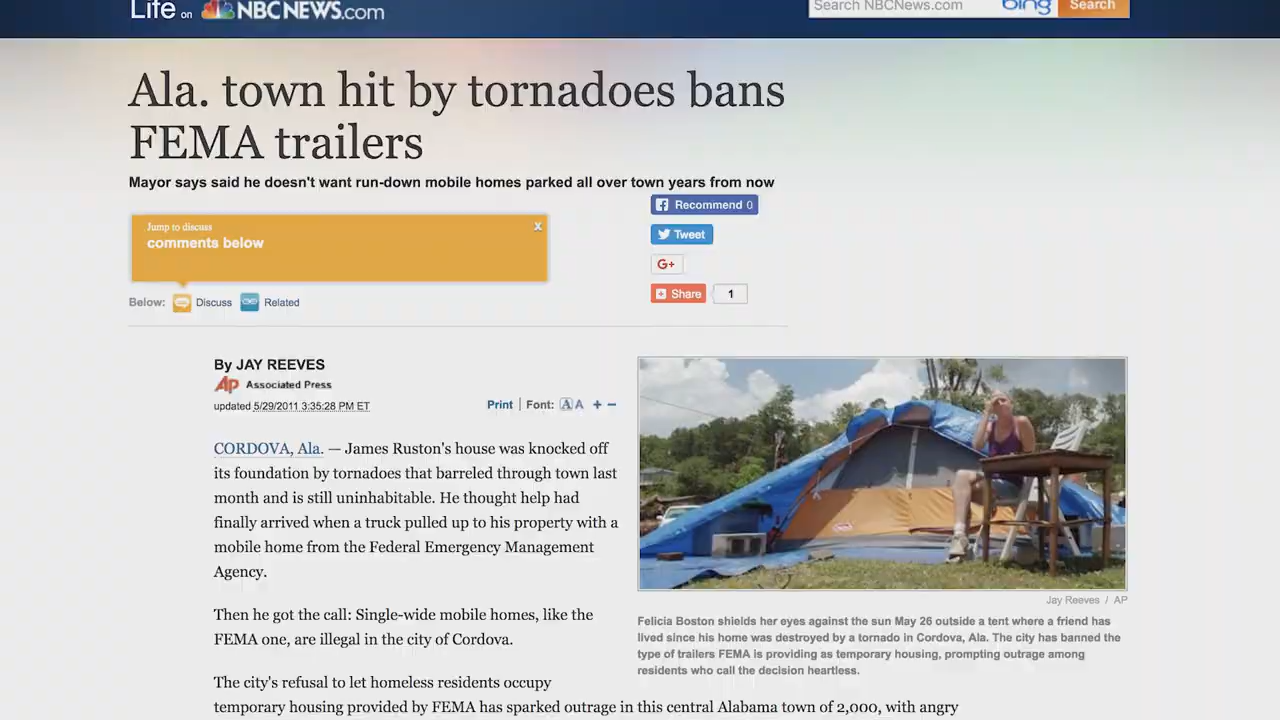 Life on NBCNEWS.com
Search NBCNews.com bing Search
Ala. town hit by tornadoes bans
FEMA trailers
Mayor says said he doesn't want run-down mobile homes parked all over town years from now
Jump to discuss x
comments below
Below: Discuss Related
Recommend 0
Tweet
G+
Share 1
By JAY REEVES
AP Associated Press
updated 5/29/2011 3:35:28 PM ET
Print | Font: A A + −
CORDOVA, Ala. — James Ruston's house was knocked off
its foundation by tornadoes that barreled through town last
month and is still uninhabitable. He thought help had
finally arrived when a truck pulled up to his property with a
mobile home from the Federal Emergency Management
Agency.
Then he got the call: Single-wide mobile homes, like the
FEMA one, are illegal in the city of Cordova.
The city's refusal to let homeless residents occupy
temporary housing provided by FEMA has sparked outrage in this central Alabama town of 2,000, with angry
Jay Reeves / AP
Felicia Boston shields her eyes against the sun May 26 outside a tent where a friend has
lived since his home was destroyed by a tornado in Cordova, Ala. The city has banned the
type of trailers FEMA is providing as temporary housing, prompting outrage among
residents who call the decision heartless.